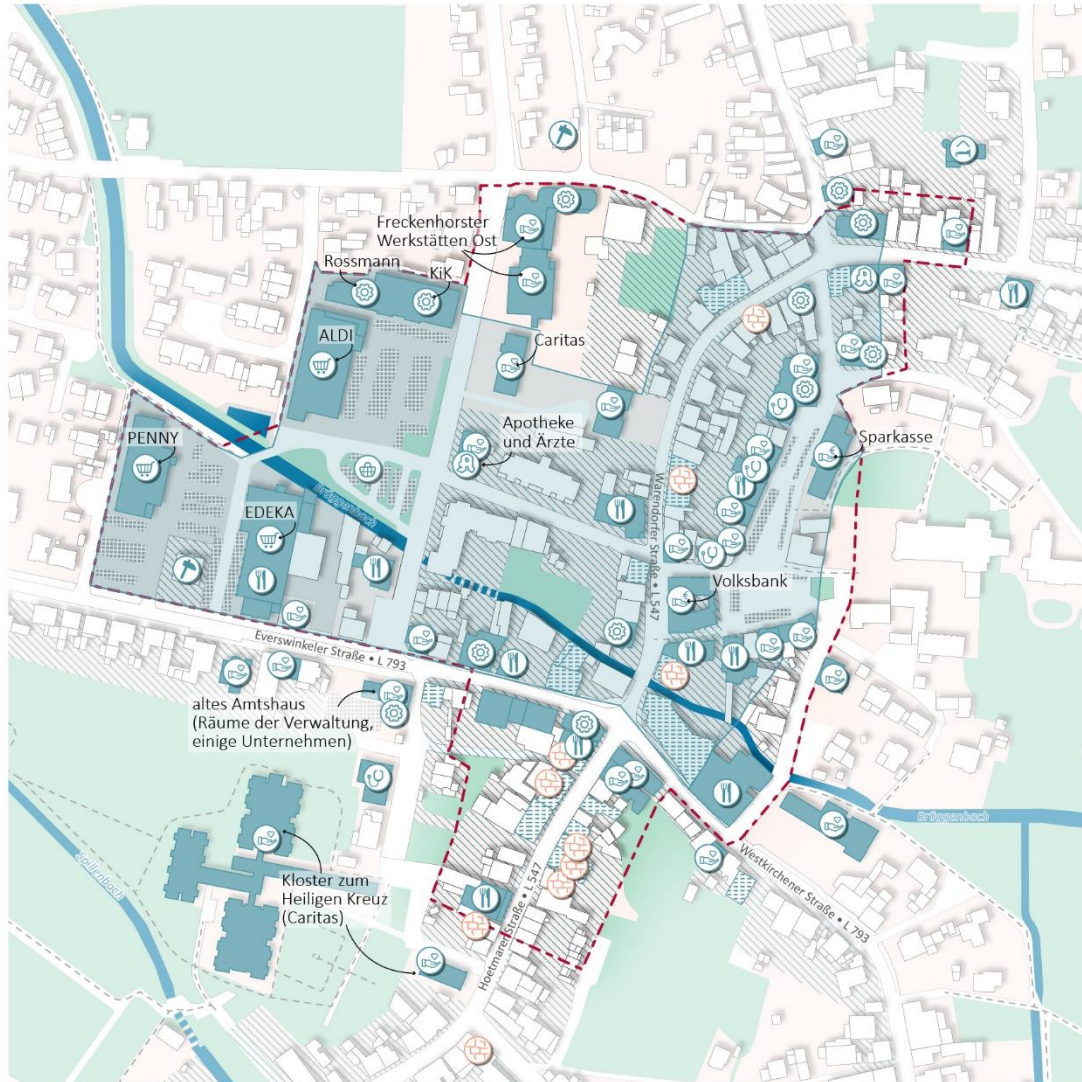 Freckenhorster
Werkstätten Ost
Rossmann
KiK
ALDI
Caritas
PENNY
Apotheke
und Ärzte
Sparkasse
EDEKA
Brüggenbach
Warendorfer Straße • L 547
Volksbank
Everswinkeler Straße • L 793
altes Amtshaus
(Räume der Verwaltung,
einige Unternehmen)
Brüggenbach
Spillenbach
Kloster zum
Heiligen Kreuz
(Caritas)
Hoetmarer Straße • L 547
Westkirchener Straße • L 793